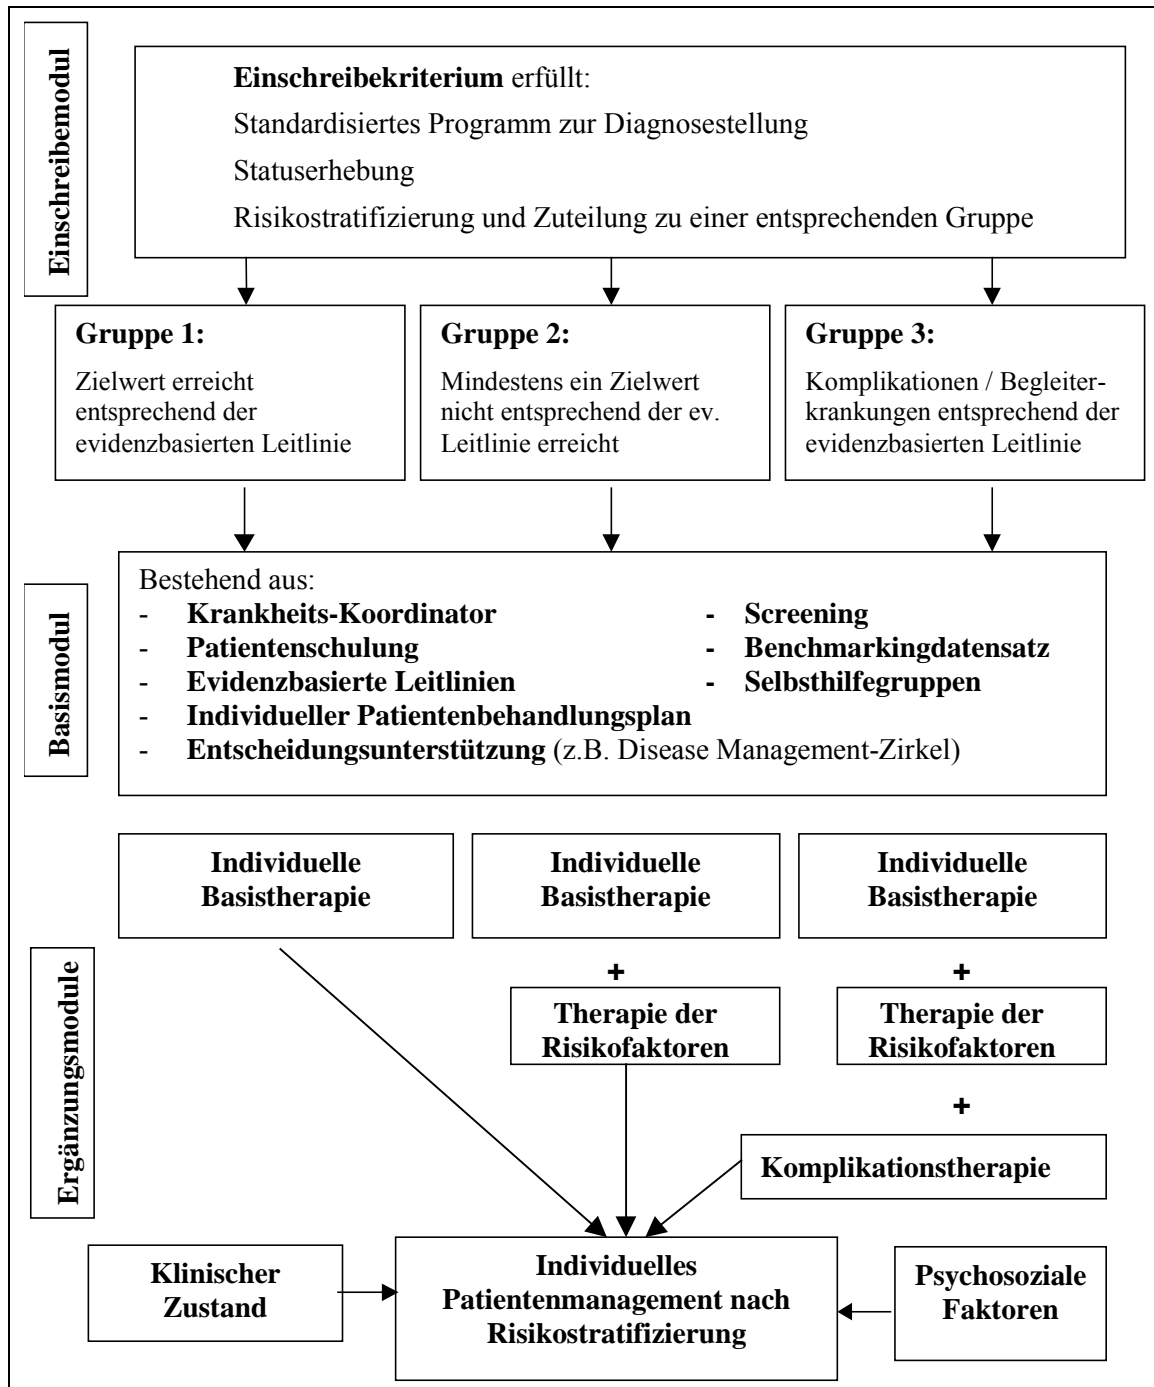 Einschreibemodul
Einschreibekriterium erfüllt:
Standardisiertes Programm zur Diagnosestellung
Statuserhebung
Risikostratifizierung und Zuteilung zu einer entsprechenden Gruppe
Gruppe 1:
Zielwert erreicht
entsprechend der
evidenzbasierten Leitlinie
Gruppe 2:
Mindestens ein Zielwert
nicht entsprechend der ev.
Leitlinie erreicht
Gruppe 3:
Komplikationen / Begleiter-
krankungen entsprechend der
evidenzbasierten Leitlinie
Basismodul
Bestehend aus:
- Krankheits-Koordinator
- Patientenschulung
- Evidenzbasierte Leitlinien
- Individueller Patientenbehandlungsplan
- Entscheidungsunterstützung (z.B. Disease Management-Zirkel)
- Screening
- Benchmarkingdatensatz
- Selbsthilfegruppen
Ergänzungsmodule
Individuelle
Basistherapie
Individuelle
Basistherapie
+
Therapie der
Risikofaktoren
Individuelle
Basistherapie
+
Therapie der
Risikofaktoren
+
Komplikationstherapie
Klinischer
Zustand
Individuelles
Patientenmanagement nach
Risikostratifizierung
Psychosoziale
Faktoren